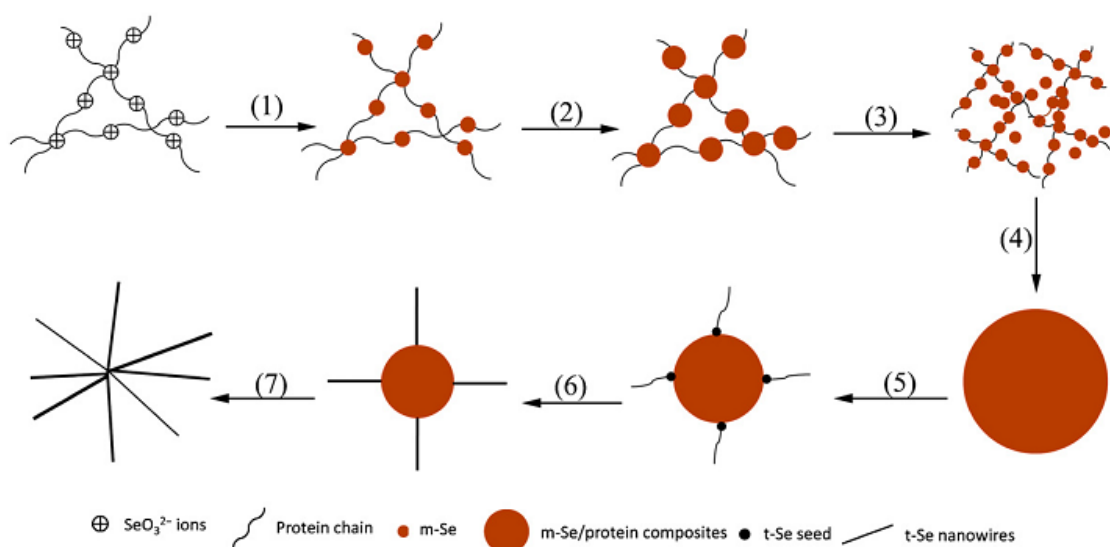 (1)
(2)
(3)
(4)
(5)
(6)
(7)
SeO₃²⁻ ions
Protein chain
m-Se
m-Se/protein composites
t-Se seed
t-Se nanowires